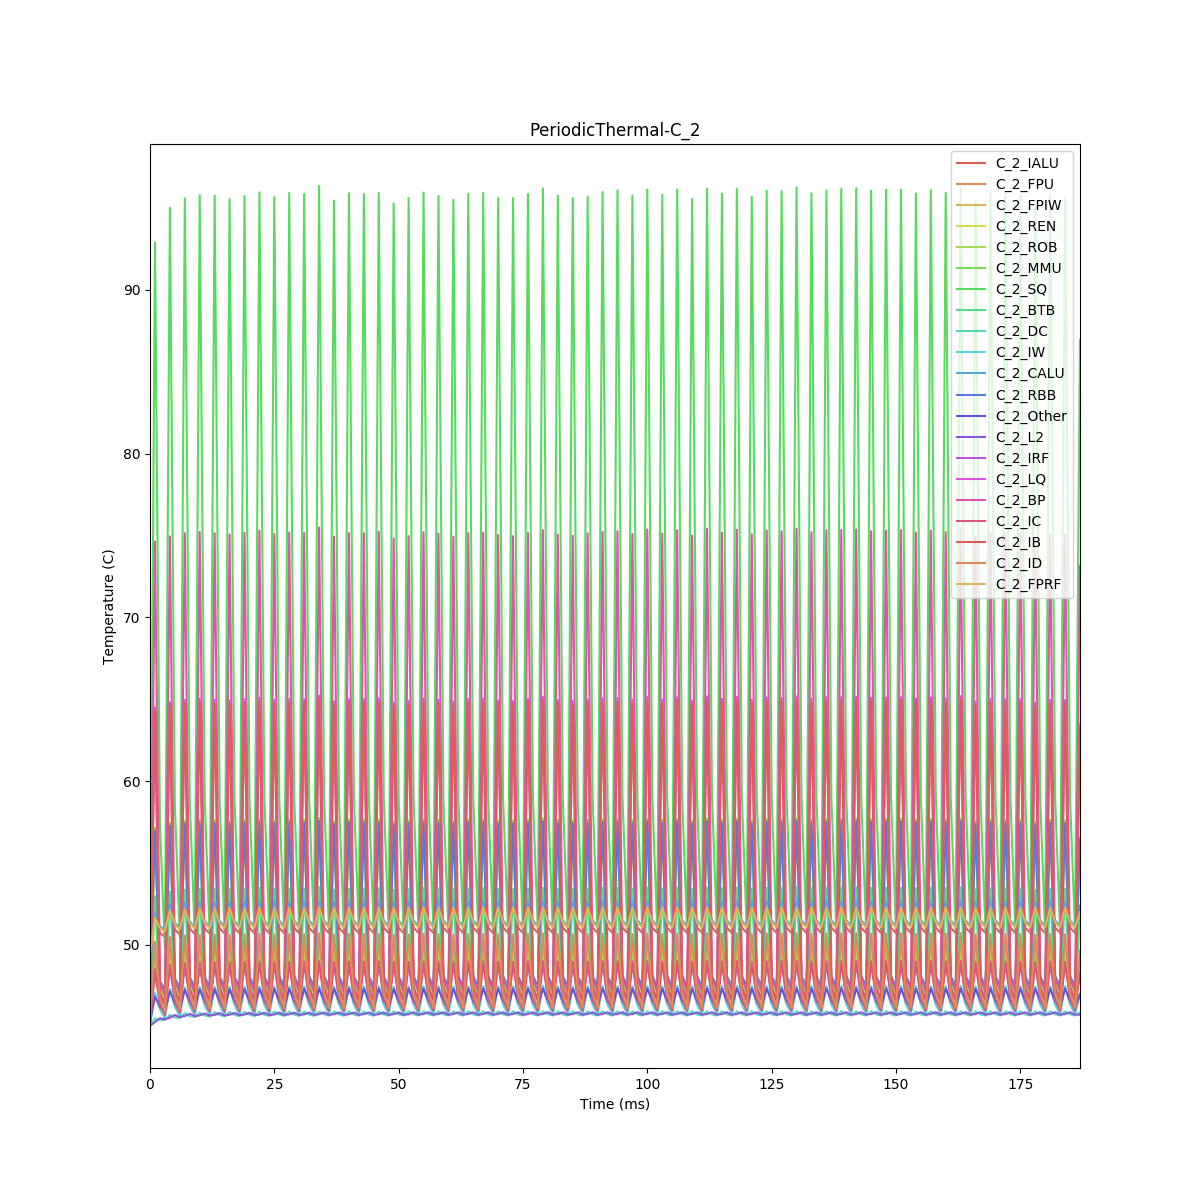 PeriodicThermal-C_2
C_2_IALU
C_2_FPU
C_2_FPIW
C_2_REN
C_2_ROB
C_2_MMU
C_2_SQ
C_2_BTB
C_2_DC
C_2_IW
C_2_CALU
C_2_RBB
C_2_Other
C_2_L2
C_2_IRF
C_2_LQ
C_2_BP
C_2_IC
C_2_IB
C_2_ID
C_2_FPRF
90
80
70
60
50
Temperature (C)
0 25 50 75 100 125 150 175
Time (ms)